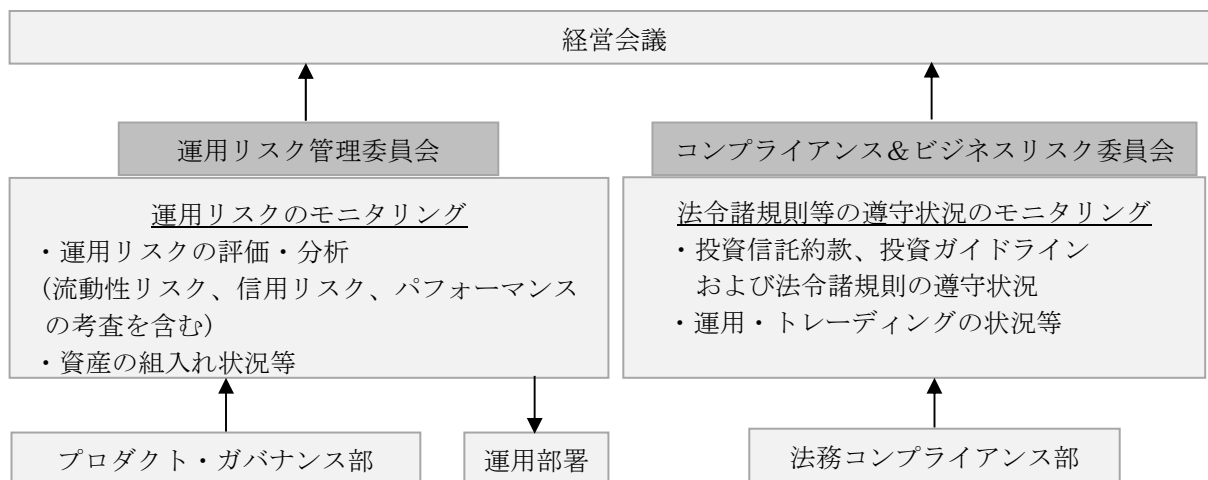 経営会議
運用リスク管理委員会
運用リスクのモニタリング
・運用リスクの評価・分析
(流動性リスク、信用リスク、パフォーマンス
の考査を含む)
・資産の組入れ状況等
プロダクト・ガバナンス部
運用部署
コンプライアンス&ビジネスリスク委員会
法令諸規則等の遵守状況のモニタリング
・投資信託約款、投資ガイドライン
および法令諸規則の遵守状況
・運用・トレーディングの状況等
法務コンプライアンス部